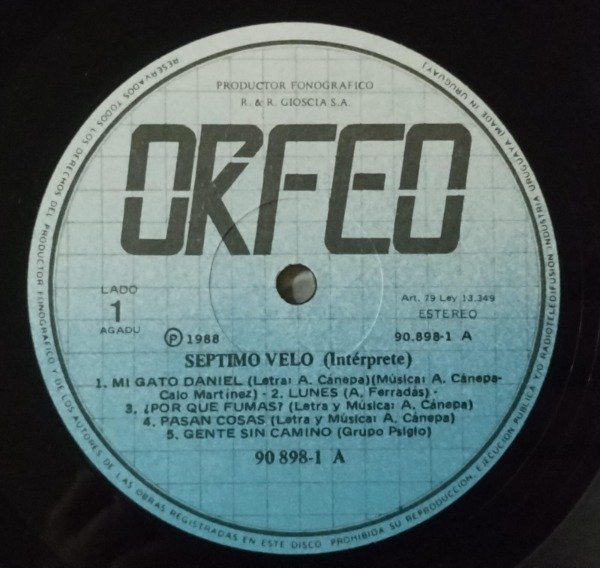 PRODUCTOR FONOGRAFICO
R. & R. GIOSCIA S.A.
ORFEO
LADO
1
AGADU
Art. 79 Ley 13.349
ESTEREO
Ⓟ 1988
90.898-1 A
SEPTIMO VELO (Intérprete)
1. MI GATO DANIEL (Letra: A. Cánepa)(Música: A. Cánepa-
Caio Martínez) - 2. LUNES (A. Ferradás) -
3. ¿POR QUE FUMAS? (Letra y Música: A. Cánepa)
4. PASAN COSAS (Letra y Música: A. Cánepa)
5. GENTE SIN CAMINO (Grupo Psiglo)
90 898-1 A
RESERVADOS TODOS LOS DERECHOS DEL PRODUCTOR FONOGRAFICO Y DE LOS AUTORES DE LAS OBRAS REGISTRADAS EN ESTE DISCO. PROHIBIDA SU REPRODUCCION, EJECUCION PUBLICA Y/O RADIOTELEDIFUSION INDUSTRIA URUGUAYA (MADE IN URUGUAY)